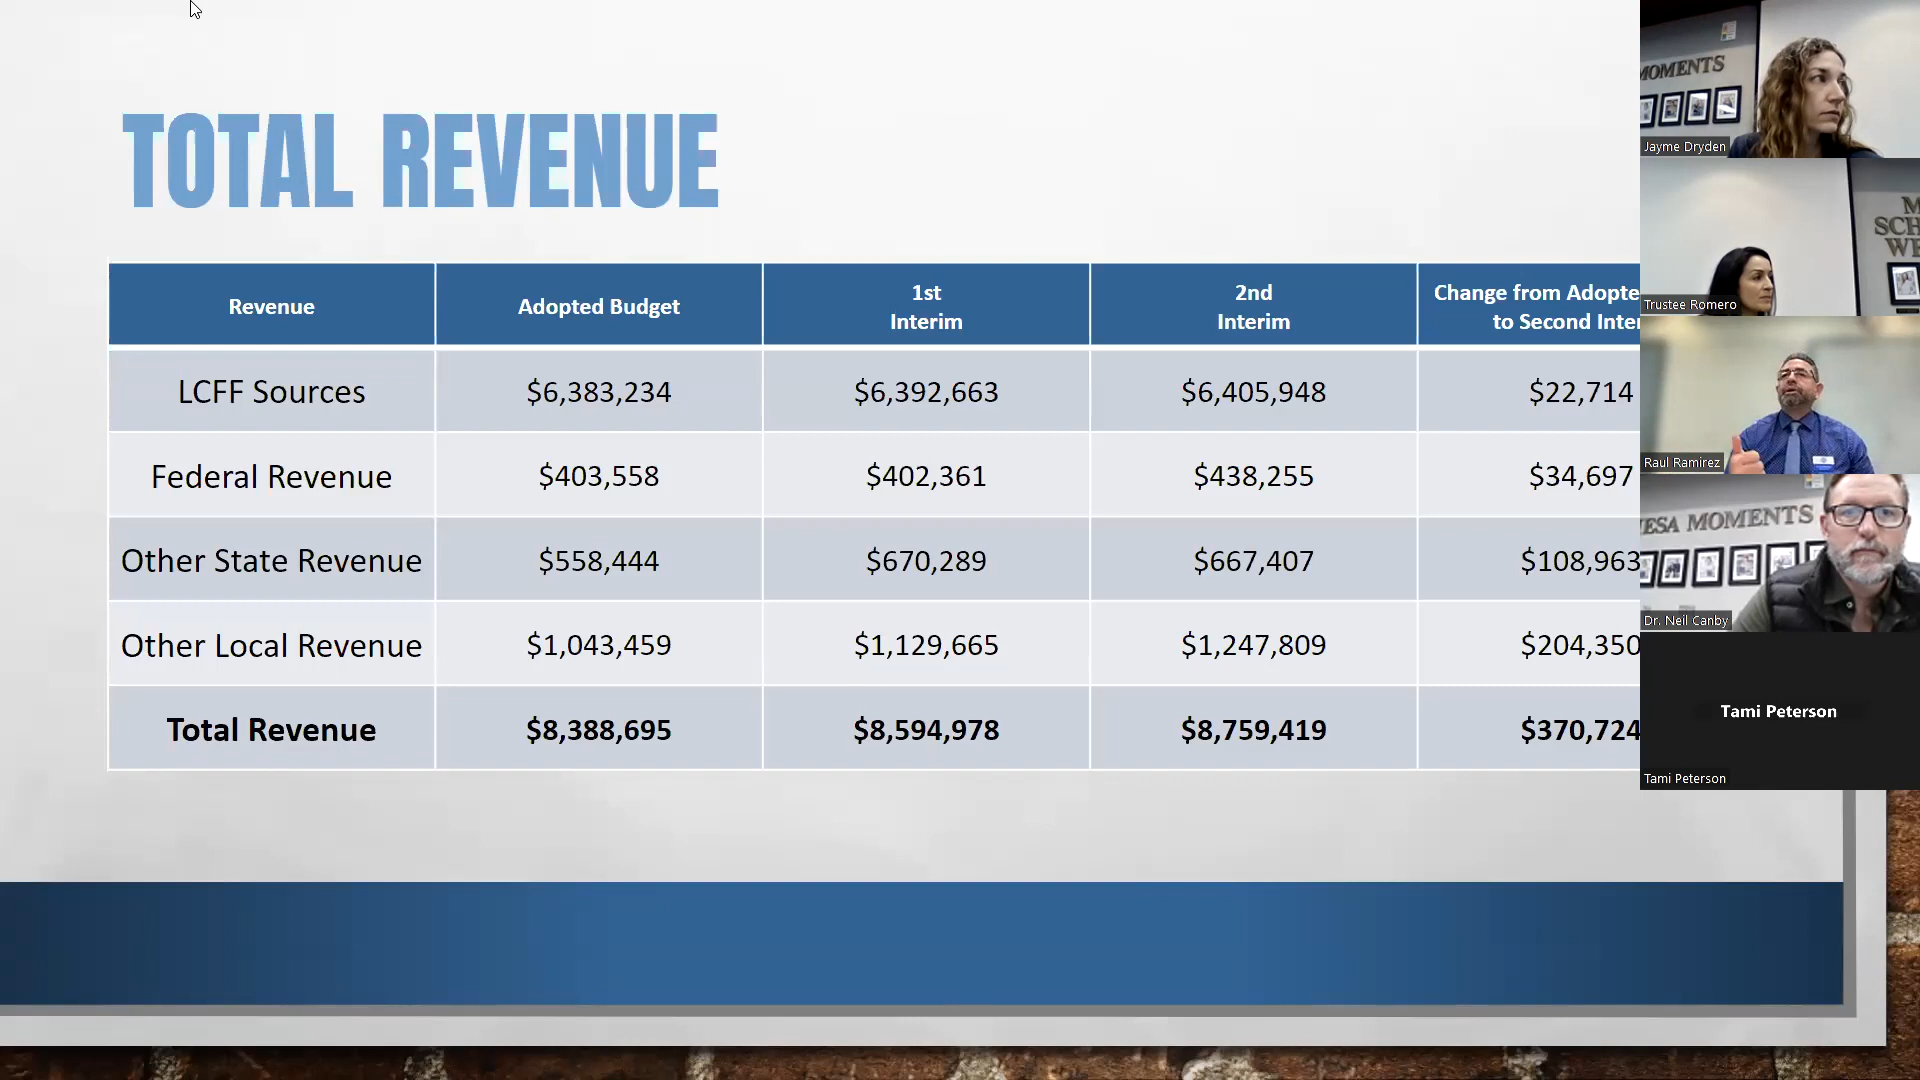 TOTAL REVENUE
Revenue
Adopted Budget
1st
Interim
2nd
Interim
Change from Adopte
to Second Inter
LCFF Sources
$6,383,234
$6,392,663
$6,405,948
$22,714
Federal Revenue
$403,558
$402,361
$438,255
$34,697
Other State Revenue
$558,444
$670,289
$667,407
$108,963
Other Local Revenue
$1,043,459
$1,129,665
$1,247,809
$204,350
Total Revenue
$8,388,695
$8,594,978
$8,759,419
$370,724
MOMENTS
Jayme Dryden
M
SCH
WE
Trustee Romero
Raul Ramirez
MESA MOMENTS
Dr. Neil Canby
Tami Peterson
Tami Peterson